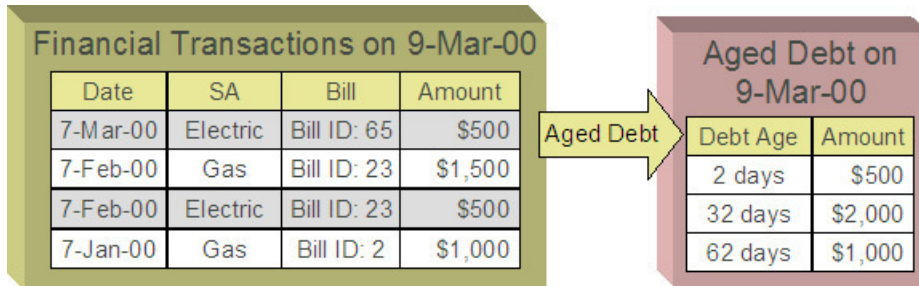 Financial Transactions on 9-Mar-00
Date SA Bill Amount
7-Mar-00 Electric Bill ID: 65 $500
7-Feb-00 Gas Bill ID: 23 $1,500
7-Feb-00 Electric Bill ID: 23 $500
7-Jan-00 Gas Bill ID: 2 $1,000
Aged Debt
Aged Debt on
9-Mar-00
Debt Age Amount
2 days $500
32 days $2,000
62 days $1,000